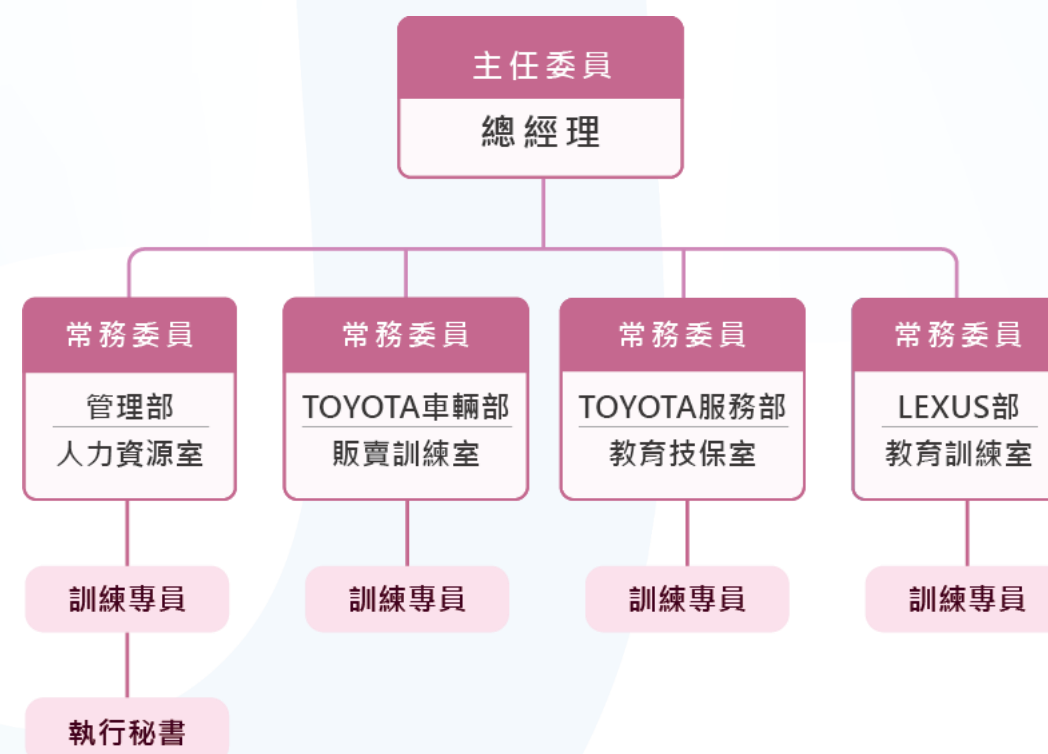 主任委員
總經理
常務委員
管理部
人力資源室
常務委員
TOYOTA車輛部
販賣訓練室
常務委員
TOYOTA服務部
教育技保室
常務委員
LEXUS部
教育訓練室
訓練專員
訓練專員
訓練專員
訓練專員
執行秘書